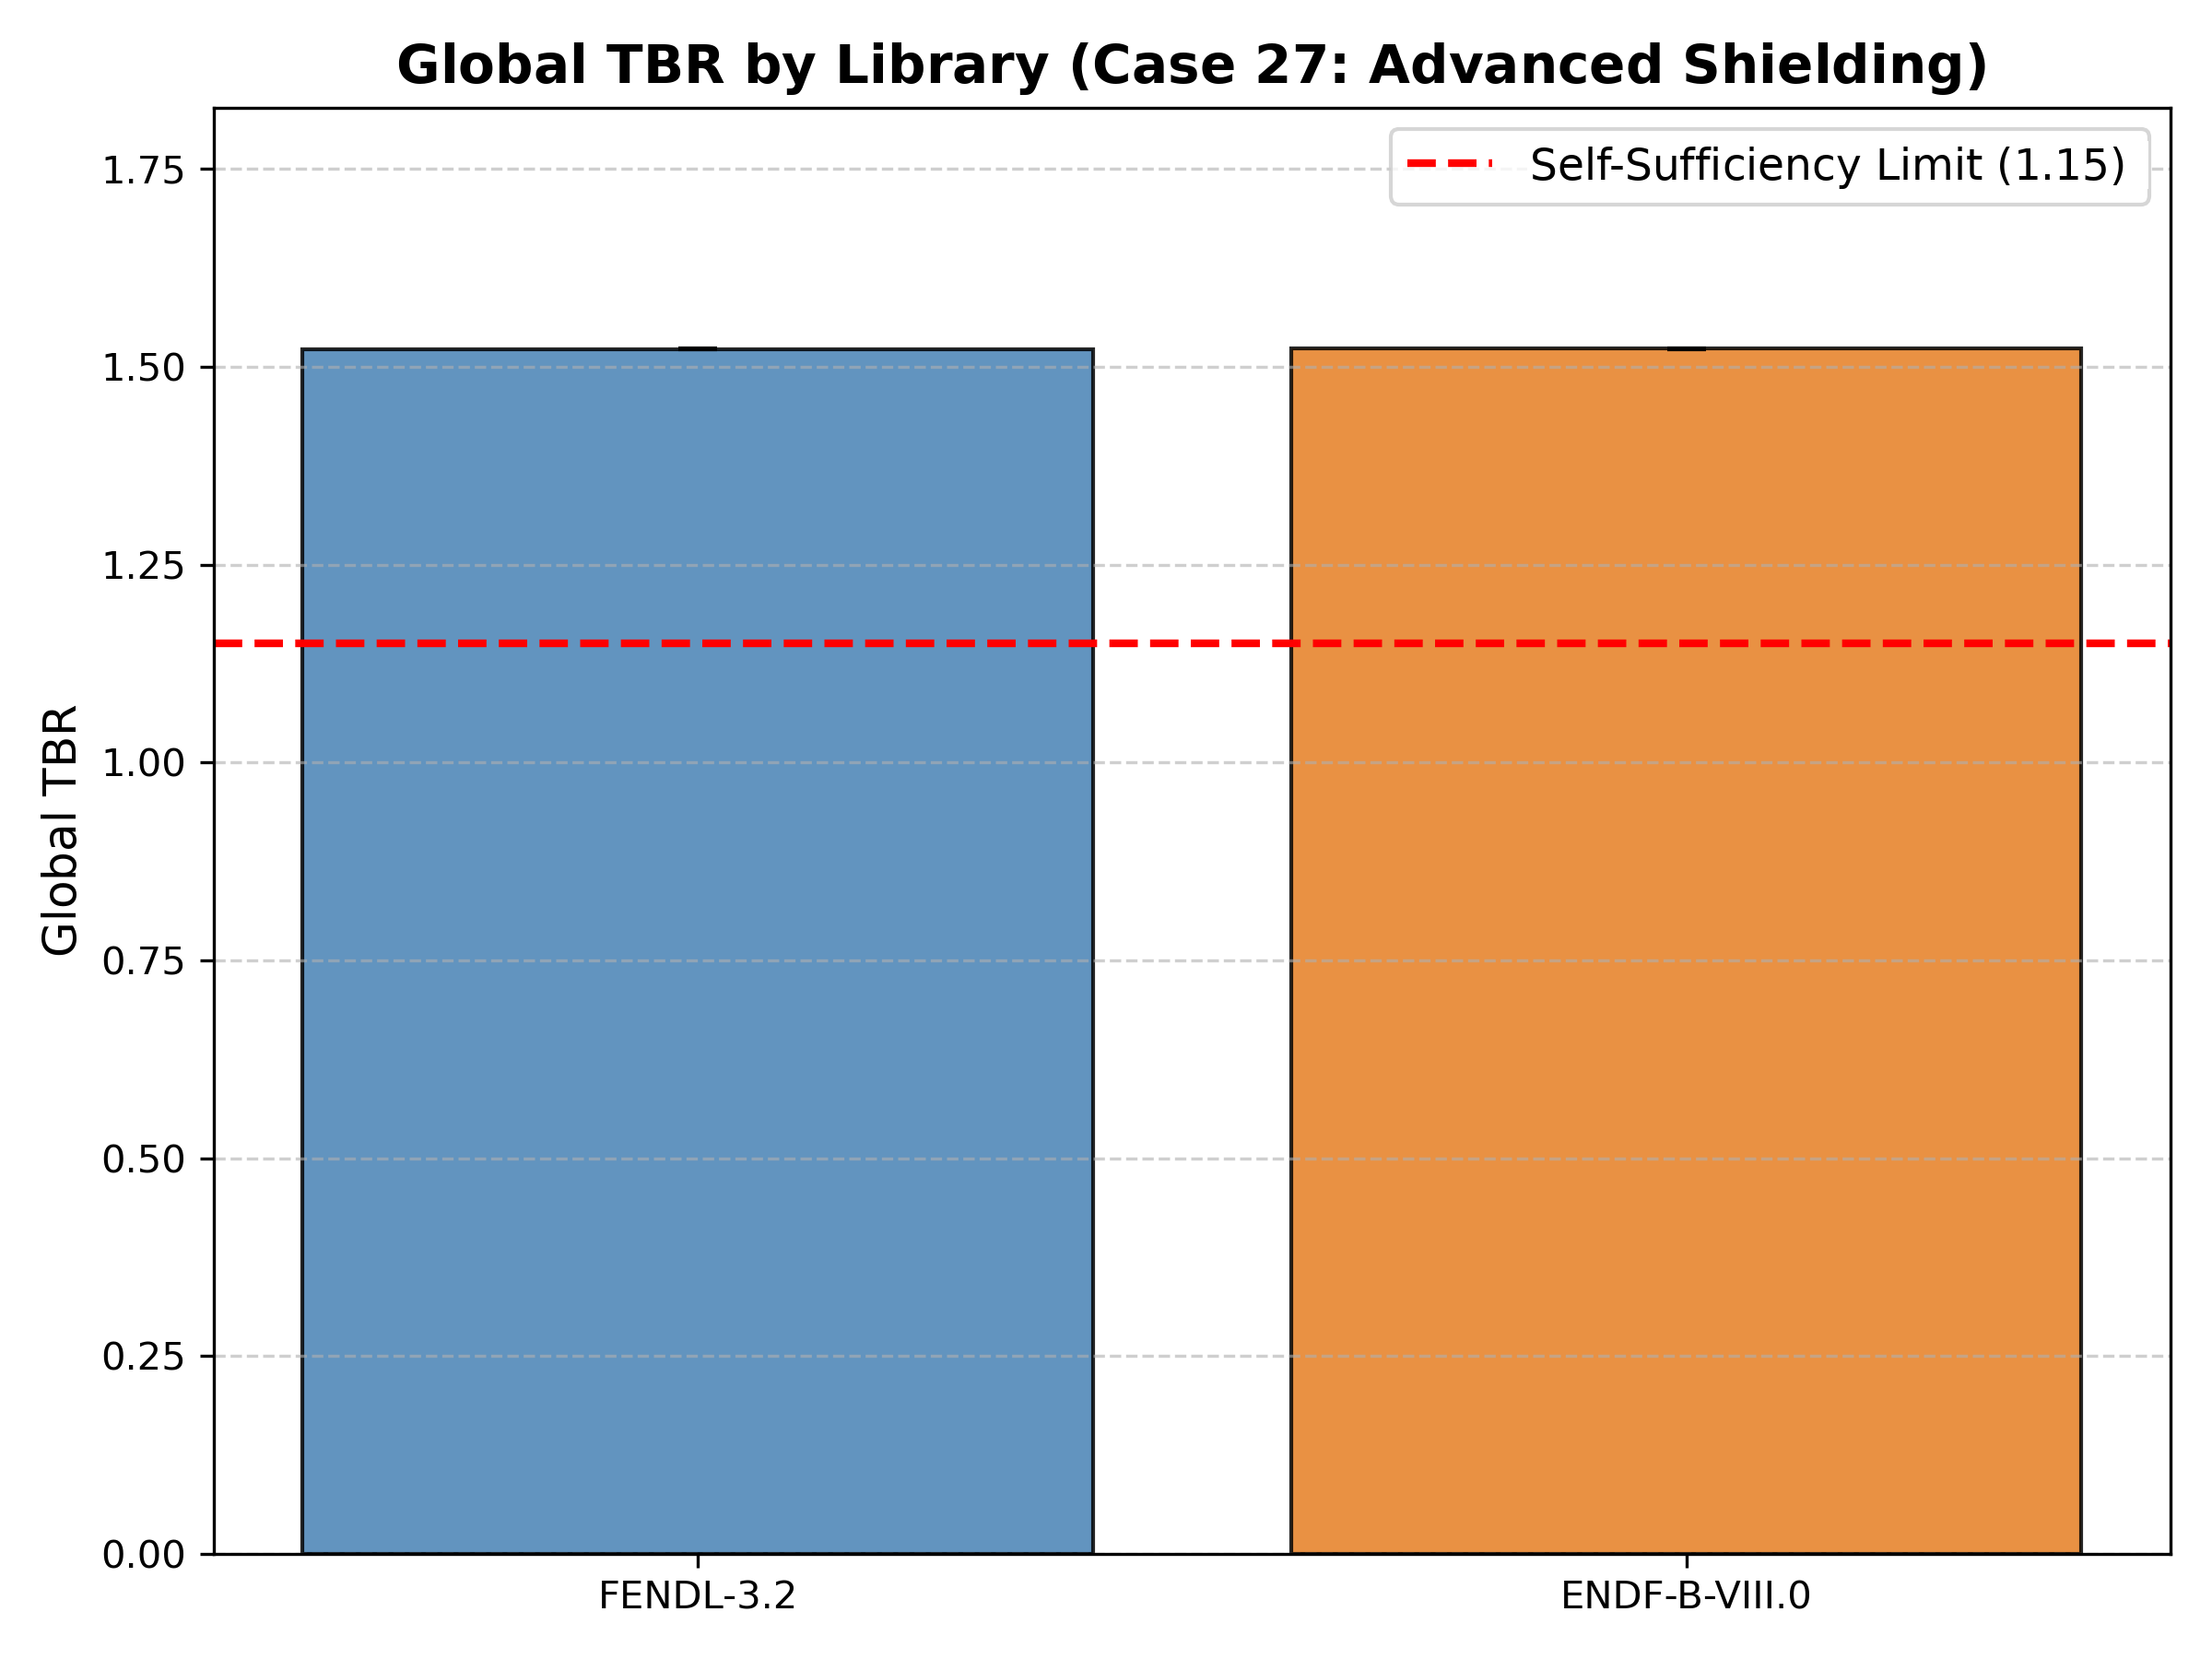 Global TBR by Library (Case 27: Advanced Shielding)
Self-Sufficiency Limit (1.15)
Global TBR
1.75
1.50
1.25
1.00
0.75
0.50
0.25
0.00
FENDL-3.2
ENDF-B-VIII.0